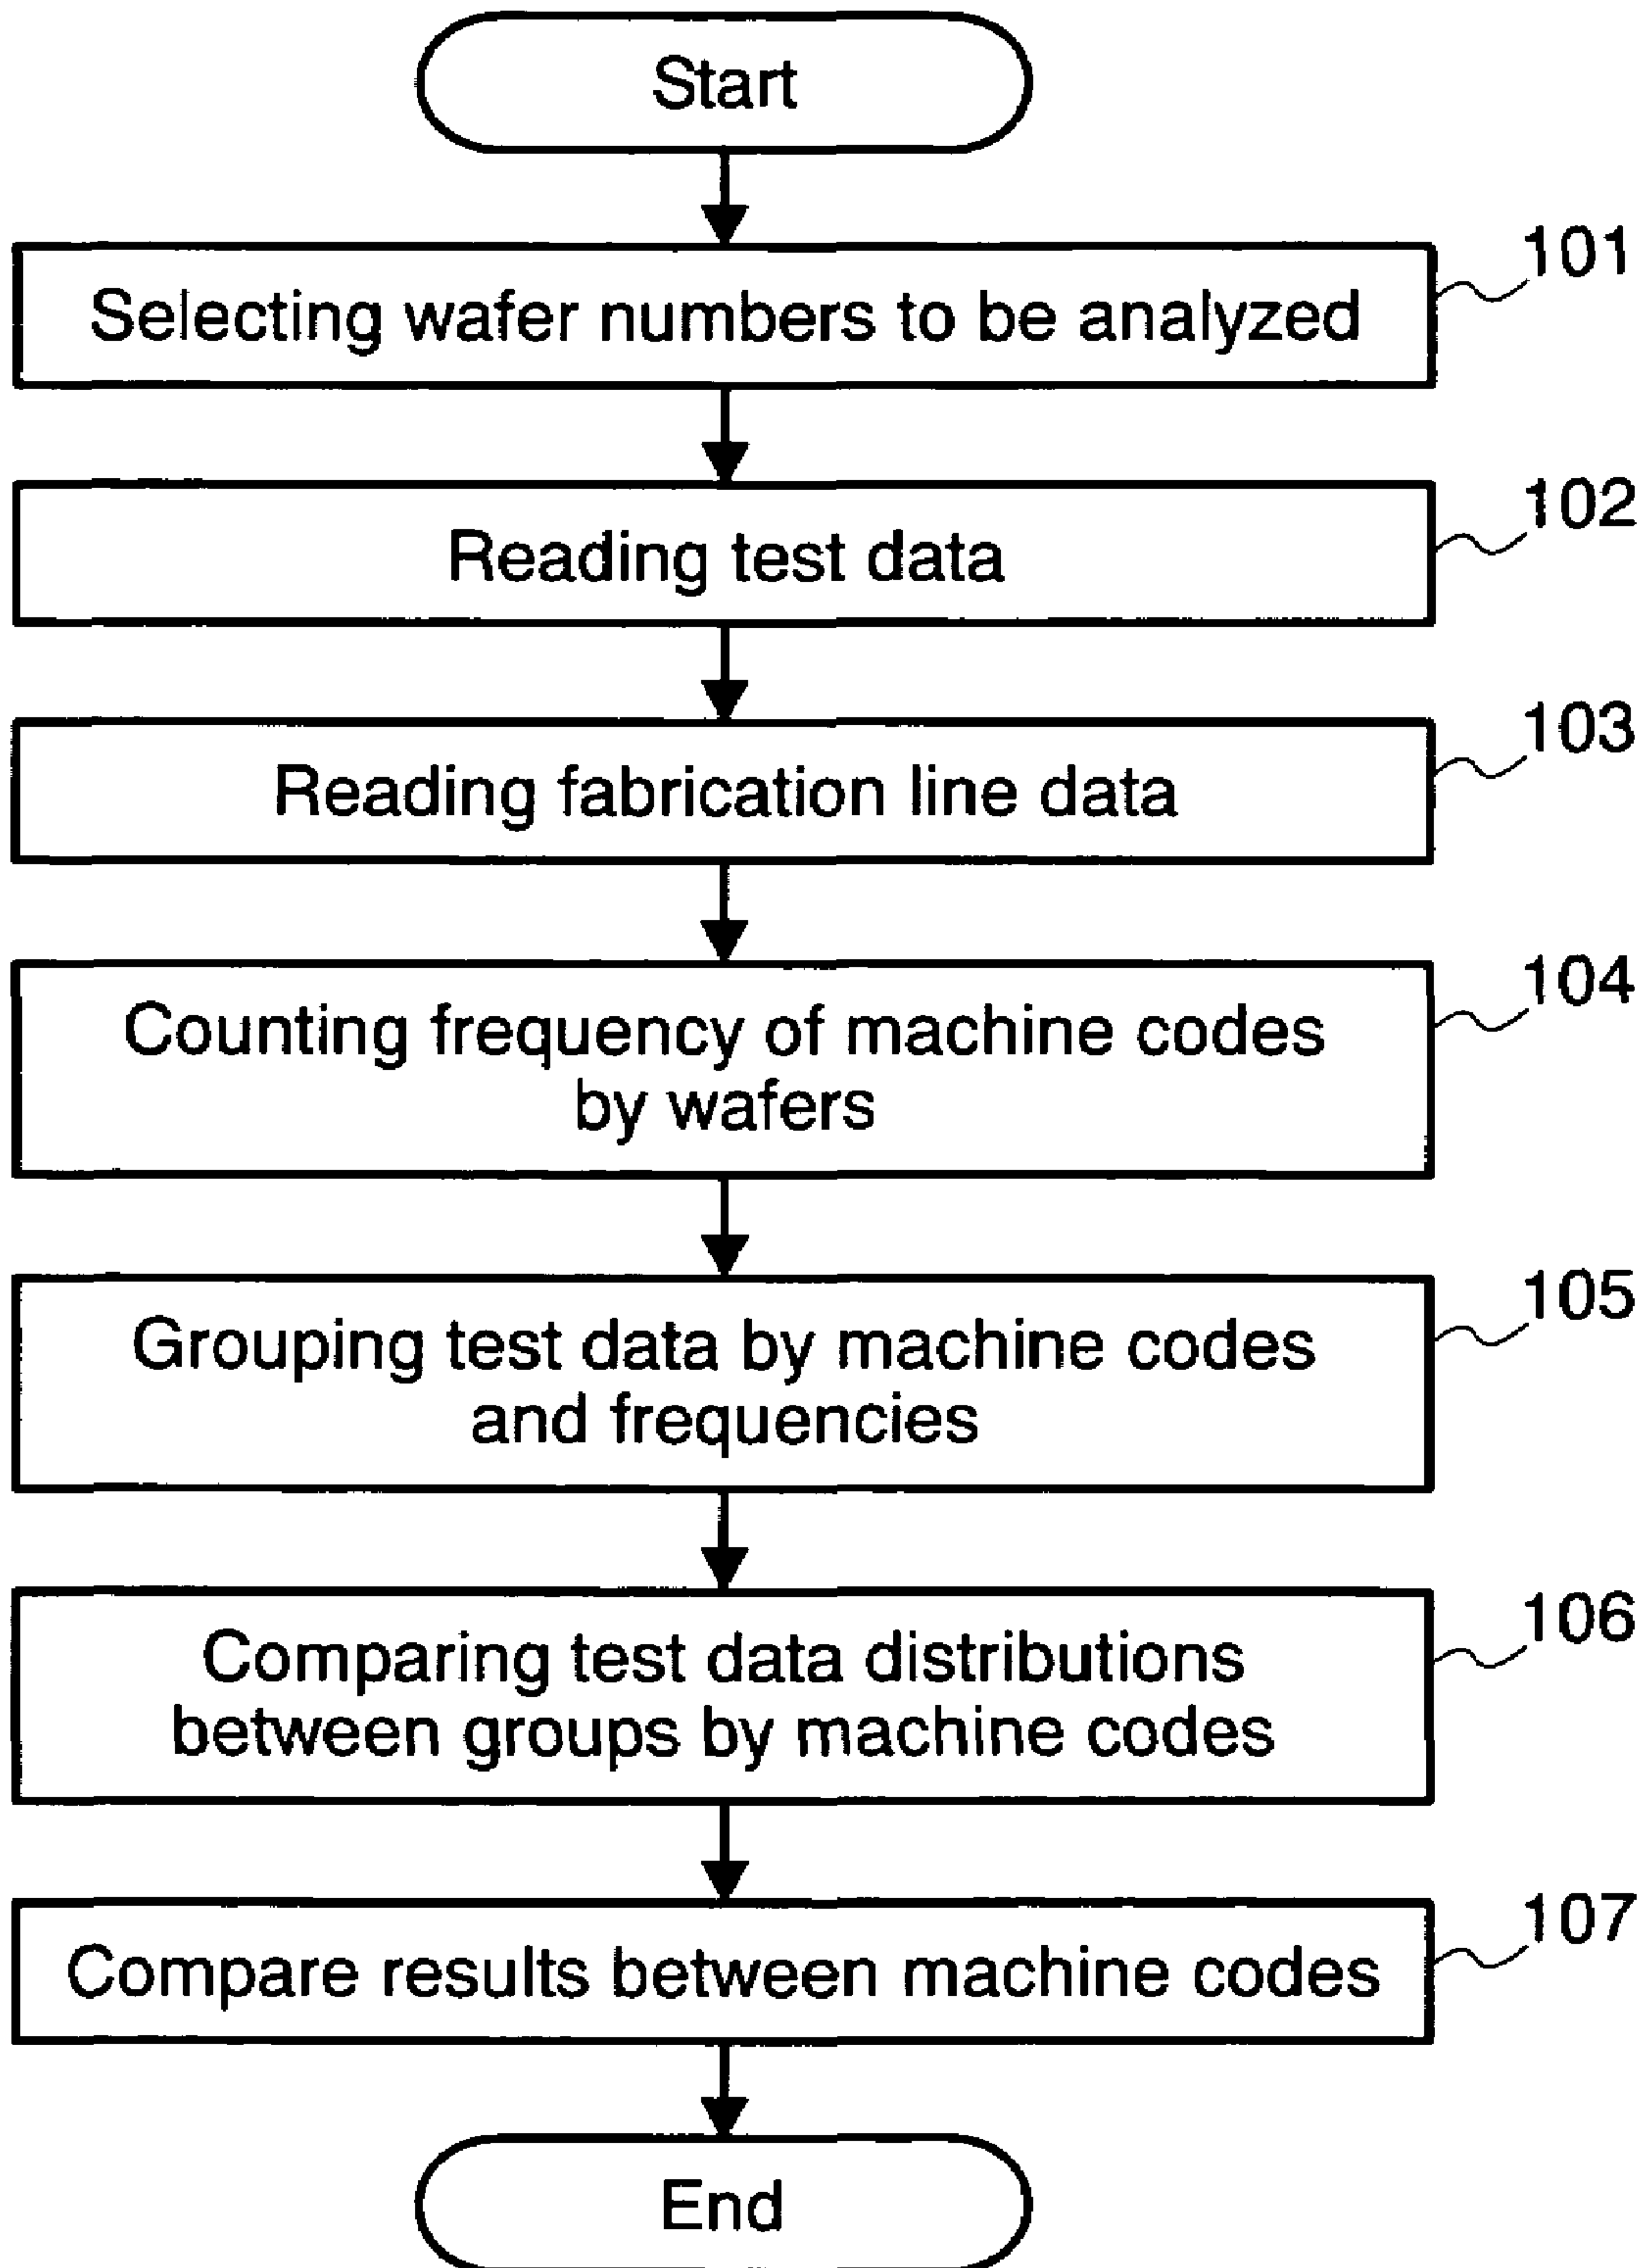 Start
101
Selecting wafer numbers to be analyzed
102
Reading test data
103
Reading fabrication line data
104
Counting frequency of machine codes
by wafers
105
Grouping test data by machine codes
and frequencies
106
Comparing test data distributions
between groups by machine codes
107
Compare results between machine codes
End